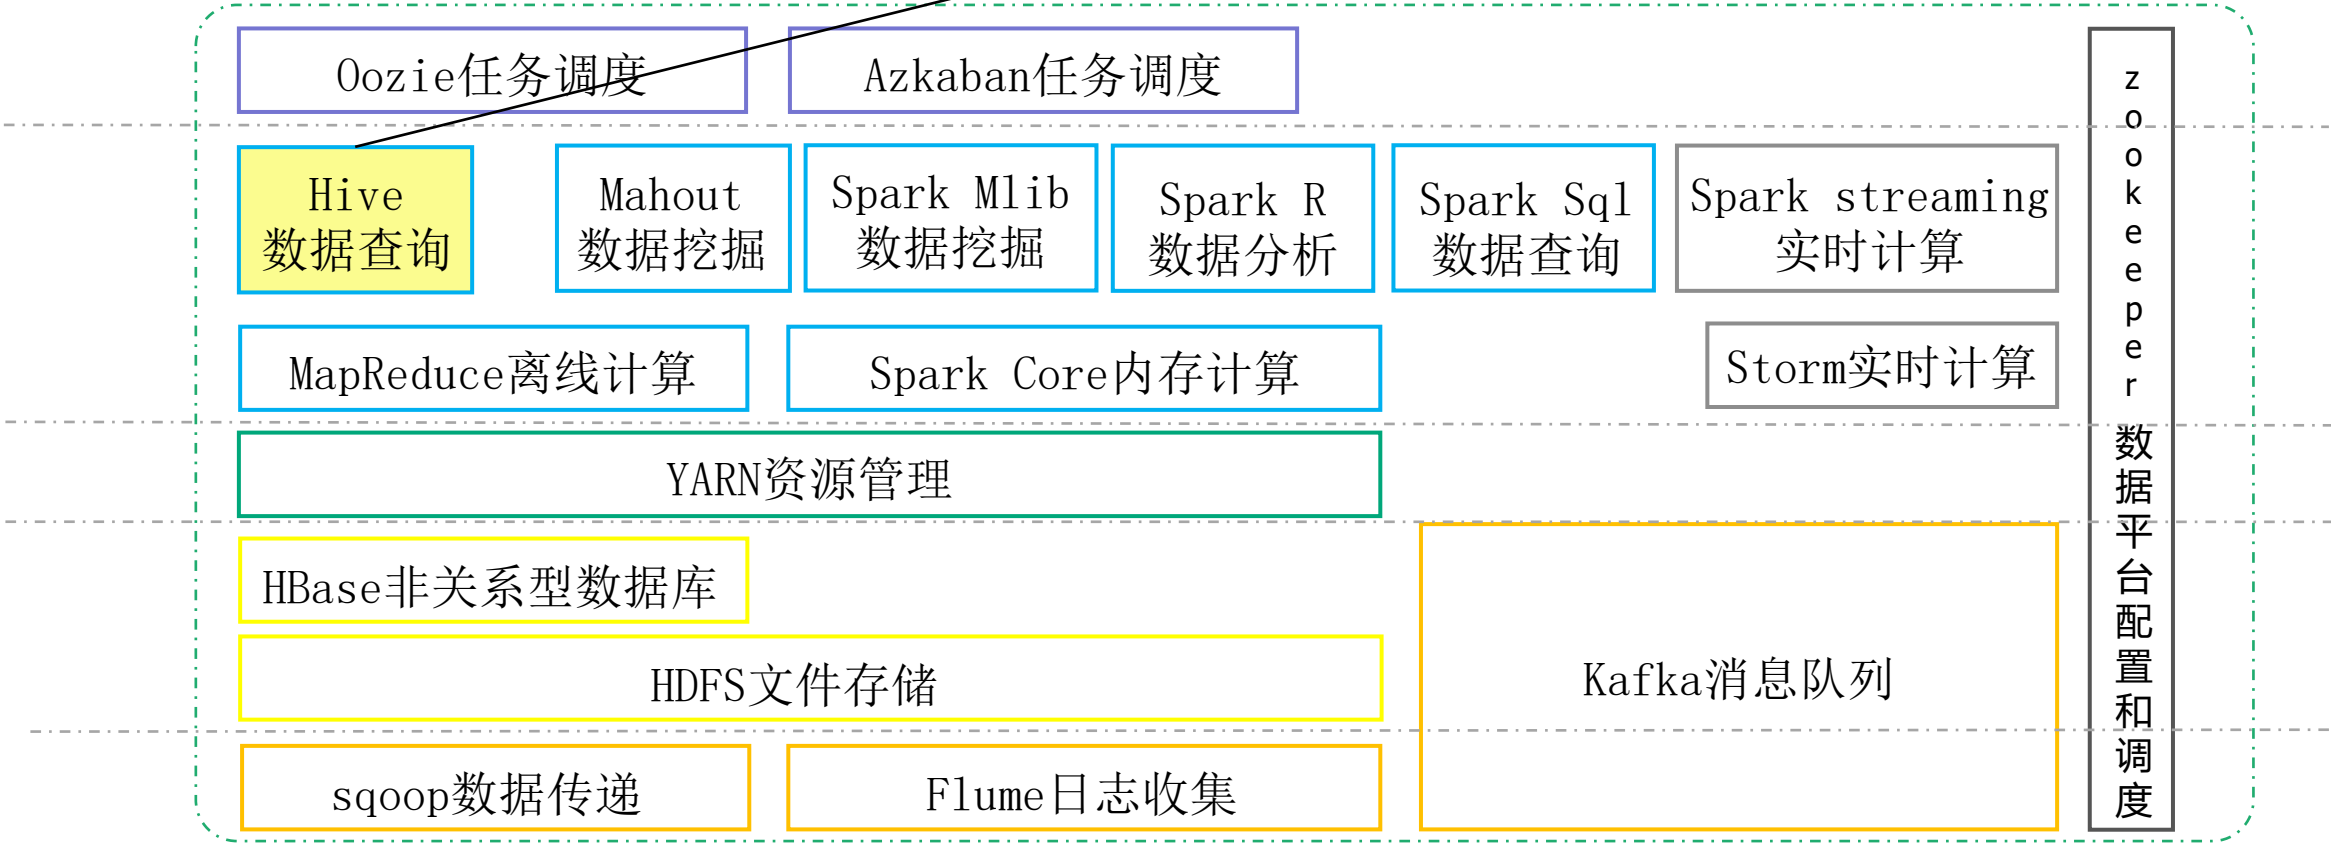 Oozie任务调度
Azkaban任务调度
Hive
数据查询
Mahout
数据挖掘
Spark Mlib
数据挖掘
Spark R
数据分析
Spark Sql
数据查询
Spark streaming
实时计算
MapReduce离线计算
Spark Core内存计算
Storm实时计算
YARN资源管理
HBase非关系型数据库
HDFS文件存储
Kafka消息队列
sqoop数据传递
Flume日志收集
zookeeper数据平台配置和调度